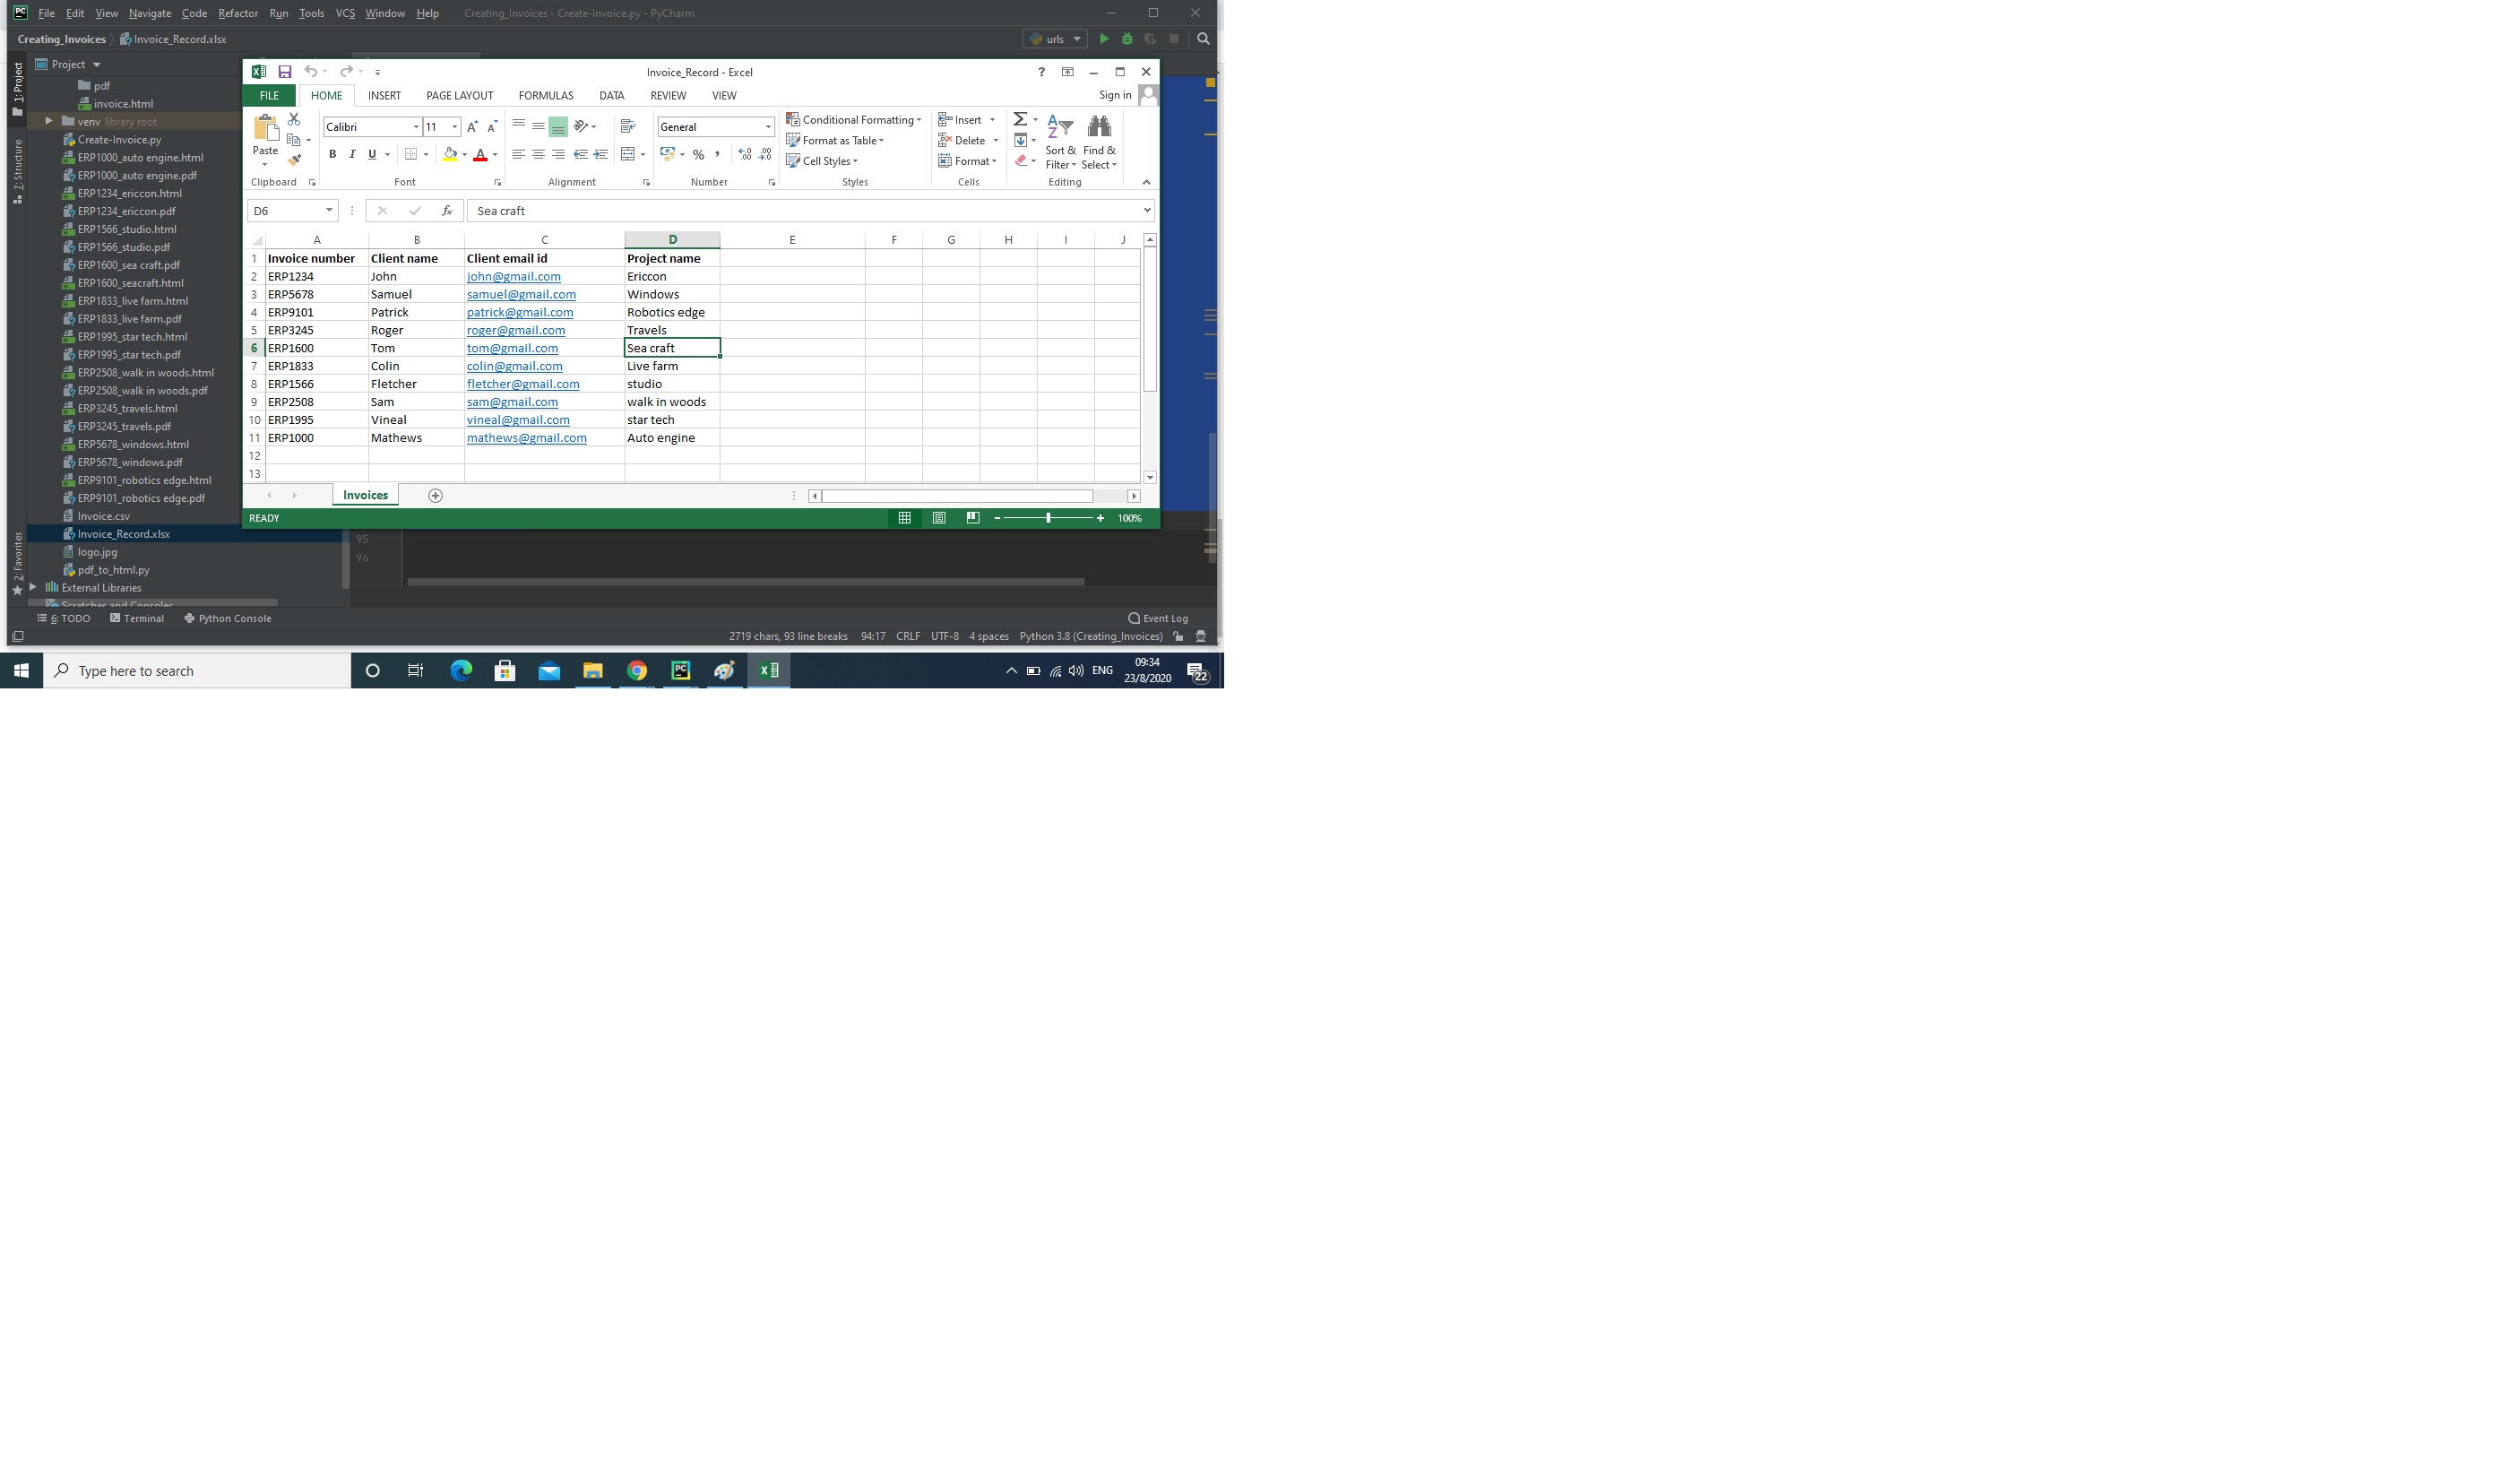 PC File Edit View Navigate Code Refactor Run Tools VCS Window Help Creating_Invoices - Create-Invoice.py - PyCharm
Creating_Invoices Invoice_Record.xlsx urls
1: Project
7: Structure
2: Favorites
Project
pdf
invoice.html
venv library root
Create-Invoice.py
ERP1000_auto engine.html
ERP1000_auto engine.pdf
ERP1234_ericcon.html
ERP1234_ericcon.pdf
ERP1566_studio.html
ERP1566_studio.pdf
ERP1600_sea craft.pdf
ERP1600_seacraft.html
ERP1833_live farm.html
ERP1833_live farm.pdf
ERP1995_star tech.html
ERP1995_star tech.pdf
ERP2508_walk in woods.html
ERP2508_walk in woods.pdf
ERP3245_travels.html
ERP3245_travels.pdf
ERP5678_windows.html
ERP5678_windows.pdf
ERP9101_robotics edge.html
ERP9101_robotics edge.pdf
Invoice.csv
Invoice_Record.xlsx
logo.jpg
pdf_to_html.py
External Libraries
Scratches and Consoles
Invoice_Record - Excel ?
FILE HOME INSERT PAGE LAYOUT FORMULAS DATA REVIEW VIEW Sign in
Calibri 11 General Conditional Formatting Insert
Format as Table Delete
Paste B I U A % Cell Styles Format Sort & Filter Find & Select
Clipboard Font Alignment Number Styles Cells Editing
D6 fx Sea craft
A B C D E F G H I J
1 Invoice number Client name Client email id Project name
2 ERP1234 John john@gmail.com Ericcon
3 ERP5678 Samuel samuel@gmail.com Windows
4 ERP9101 Patrick patrick@gmail.com Robotics edge
5 ERP3245 Roger roger@gmail.com Travels
6 ERP1600 Tom tom@gmail.com Sea craft
7 ERP1833 Colin colin@gmail.com Live farm
8 ERP1566 Fletcher fletcher@gmail.com studio
9 ERP2508 Sam sam@gmail.com walk in woods
10 ERP1995 Vineal vineal@gmail.com star tech
11 ERP1000 Mathews mathews@gmail.com Auto engine
12
13
Invoices
READY 100%
95
96
6: TODO Terminal Python Console Event Log
2719 chars, 93 line breaks 94:17 CRLF UTF-8 4 spaces Python 3.8 (Creating_Invoices)
Type here to search ENG 09:34
23/8/2020 22